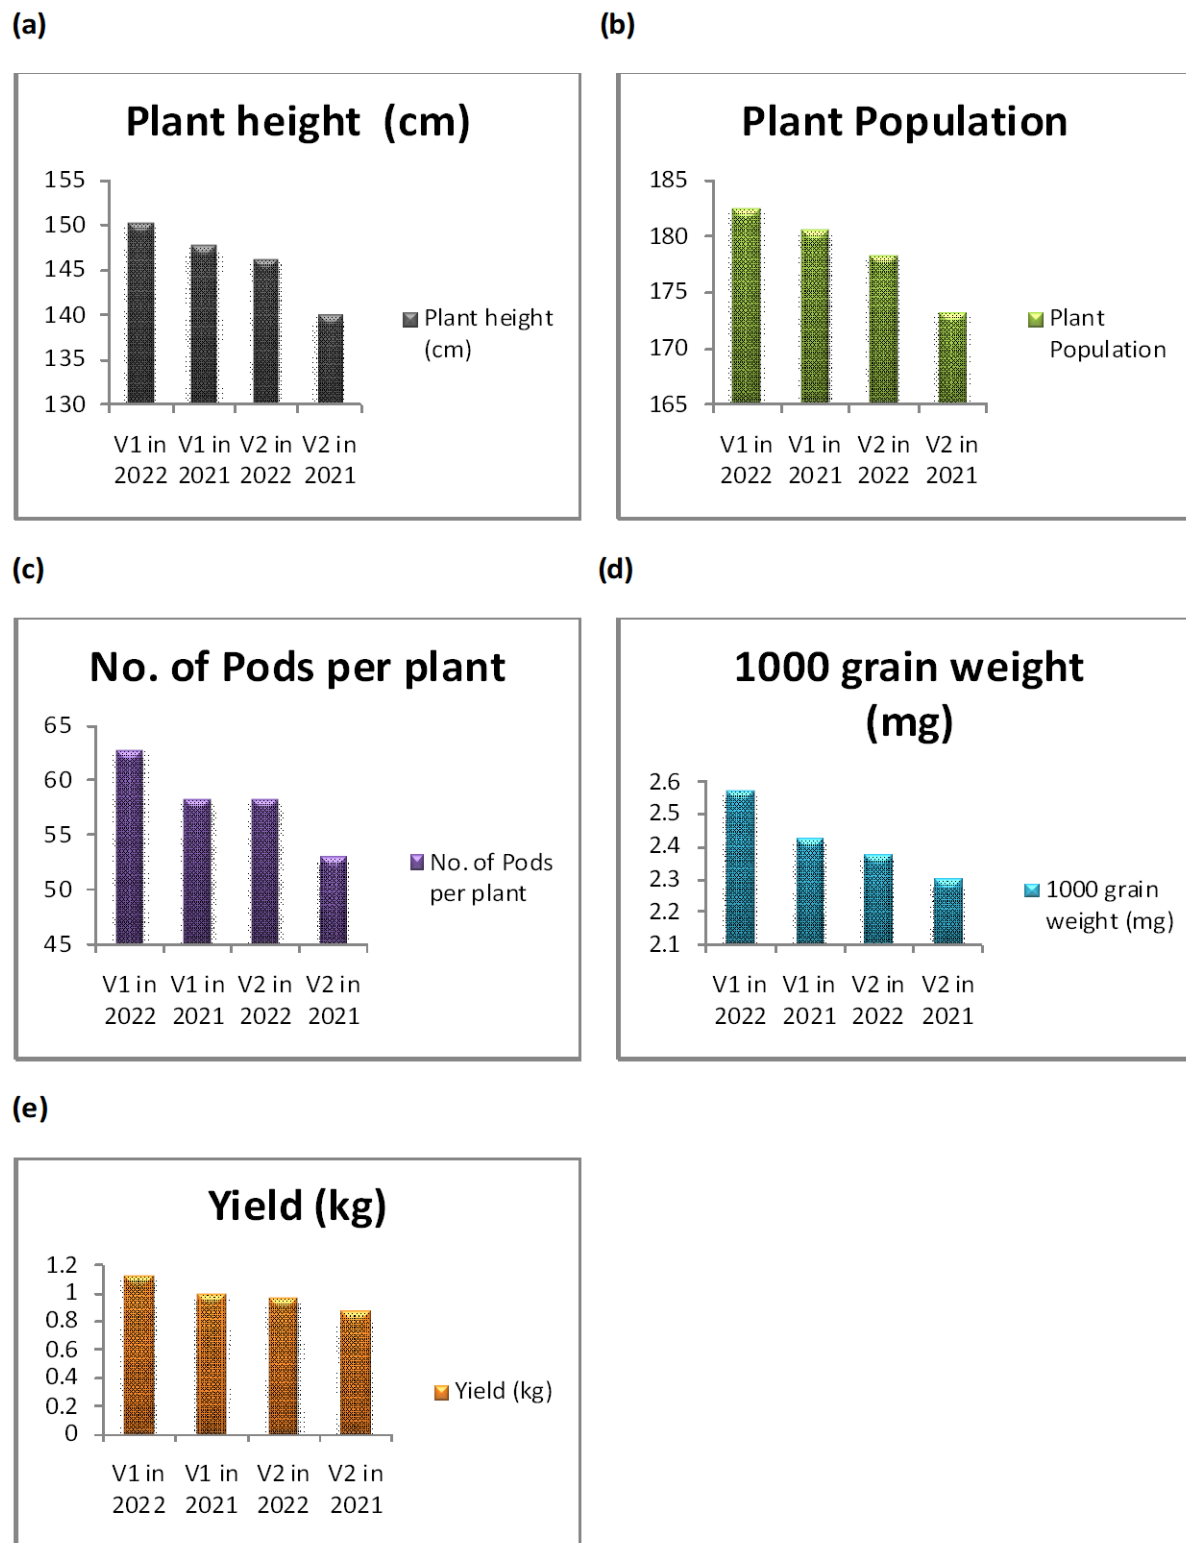 (a)
Plant height (cm)
155
150
145
140
135
130
V1 in V1 in V2 in V2 in
2022 2021 2022 2021
Plant height
(cm)
(b)
Plant Population
185
180
175
170
165
V1 in V1 in V2 in V2 in
2022 2021 2022 2021
Plant
Population
(c)
No. of Pods per plant
65
60
55
50
45
V1 in V1 in V2 in V2 in
2022 2021 2022 2021
No. of Pods
per plant
(d)
1000 grain weight
(mg)
2.6
2.5
2.4
2.3
2.2
2.1
V1 in V1 in V2 in V2 in
2022 2021 2022 2021
1000 grain
weight (mg)
(e)
Yield (kg)
1.2
1
0.8
0.6
0.4
0.2
0
V1 in V1 in V2 in V2 in
2022 2021 2022 2021
Yield (kg)